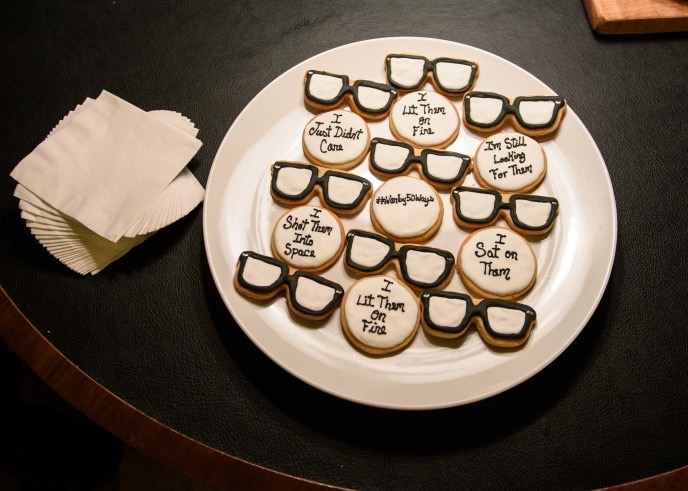 I
Lit Them
on
Fire
I
Just Didn't
Care
I'm Still
Looking
For Them
#Warby50Ways
I
Shot Them
Into
Space
I
Sat on
Them
I
Lit Them
on
Fire